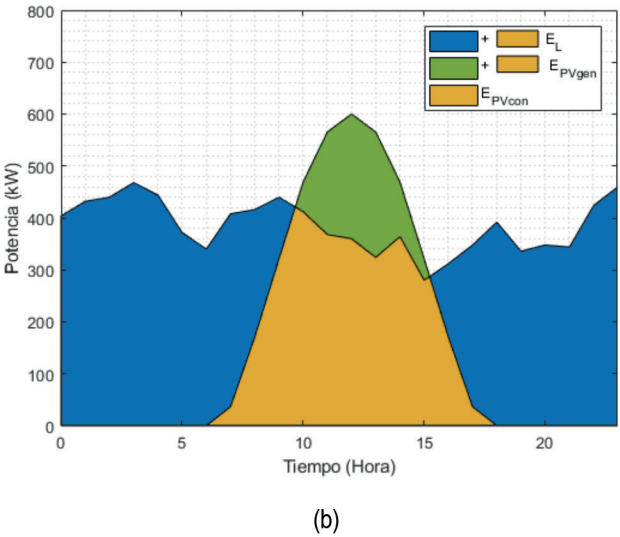 800
700
600
500
400
300
200
100
0
Potencia (kW)
+ E_L
+ E_PVgen
E_PVcon
0 5 10 15 20
Tiempo (Hora)
(b)